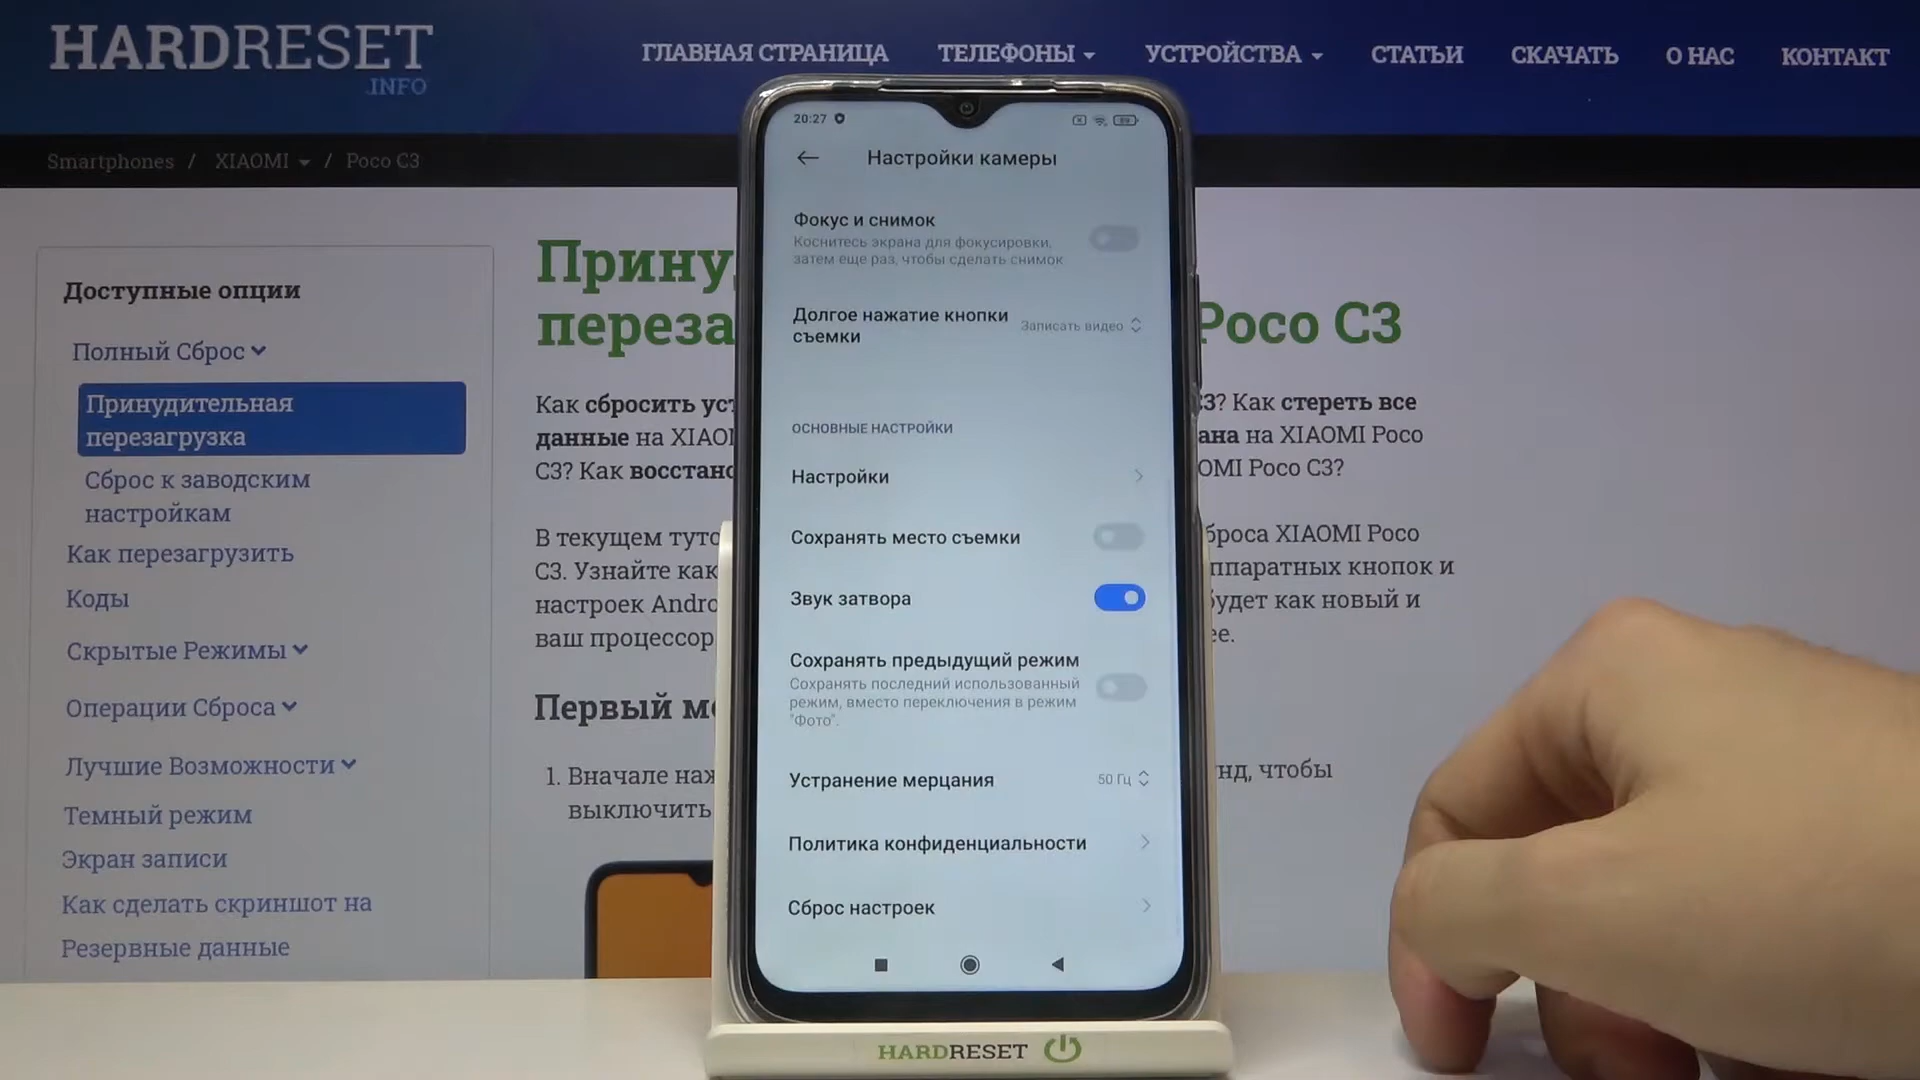 HARDRESET
.INFO
ГЛАВНАЯ СТРАНИЦА
ТЕЛЕФОНЫ
УСТРОЙСТВА
СТАТЬИ
СКАЧАТЬ
О НАС
КОНТАКТ
Smartphones / XIAOMI / Poco C3
Доступные опции
Полный Сброс
Принудительная
перезагрузка
Сброс к заводским
настройкам
Как перезагрузить
Коды
Скрытые Режимы
Операции Сброса
Лучшие Возможности
Темный режим
Экран записи
Как сделать скриншот на
Резервные данные
Прину
переза
Poco C3
Как сбросить уст
данные на XIAO
C3? Как восстано
C3? Как стереть все
ана на XIAOMI Poco
OMI Poco C3?
В текущем туто
C3. Узнайте как
настроек Andro
ваш процессор
броса XIAOMI Poco
ппаратных кнопок и
будет как новый и
ее.
Первый м
1. Вначале наж
выключить
нд, чтобы
20:27
Настройки камеры
Фокус и снимок
Коснитесь экрана для фокусировки,
затем еще раз, чтобы сделать снимок
Долгое нажатие кнопки
съемки
Записать видео
ОСНОВНЫЕ НАСТРОЙКИ
Настройки
Сохранять место съемки
Звук затвора
Сохранять предыдущий режим
Сохранять последний использованный
режим, вместо переключения в режим
"Фото".
Устранение мерцания
50 Гц
Политика конфиденциальности
Сброс настроек
HARDRESET